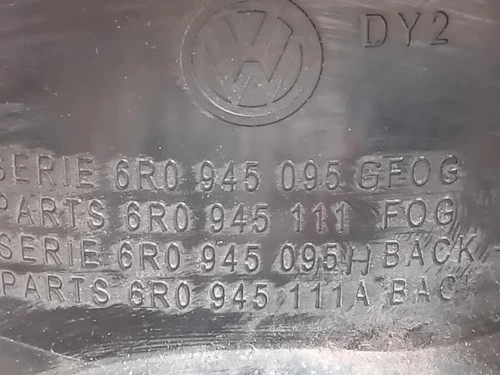 DY2
SERIE 6R0 945 095 G FOG
PARTS 6R0 945 111 FOG
SERIE 6R0 945 095 H BACK
PARTS 6R0 945 111A BAC